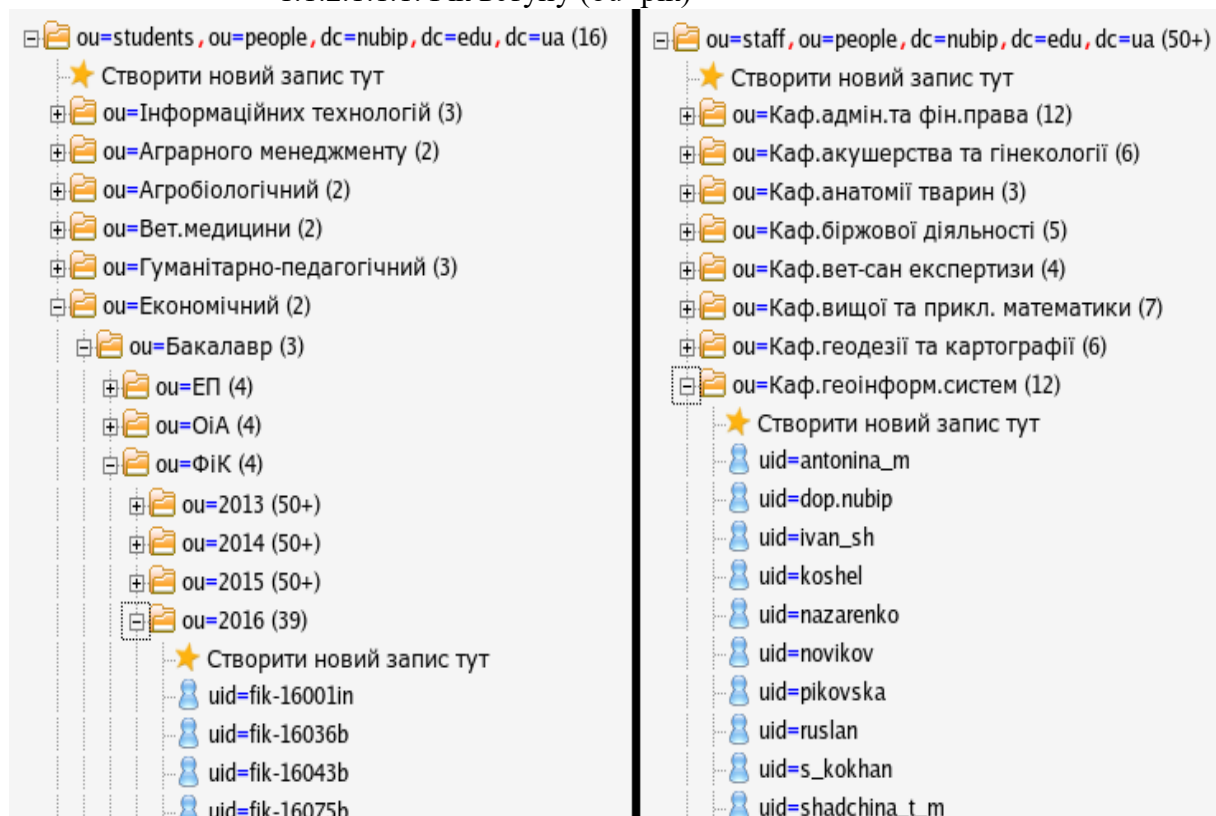 ou=students,ou=people,dc=nubip,dc=edu,dc=ua (16)
Створити новий запис тут
ou=Інформаційних технологій (3)
ou=Аграрного менеджменту (2)
ou=Агробіологічний (2)
ou=Вет.медицини (2)
ou=Гуманітарно-педагогічний (3)
ou=Економічний (2)
ou=Бакалавр (3)
ou=ЕП (4)
ou=ОіА (4)
ou=ФіК (4)
ou=2013 (50+)
ou=2014 (50+)
ou=2015 (50+)
ou=2016 (39)
Створити новий запис тут
uid=fik-16001in
uid=fik-16036b
uid=fik-16043b
uid=fik-16075b
ou=staff,ou=people,dc=nubip,dc=edu,dc=ua (50+)
Створити новий запис тут
ou=Каф.адмін.та фін.права (12)
ou=Каф.акушерства та гінекології (6)
ou=Каф.анатомії тварин (3)
ou=Каф.біржової діяльності (5)
ou=Каф.вет-сан експертизи (4)
ou=Каф.вищої та прикл. математики (7)
ou=Каф.геодезії та картографії (6)
ou=Каф.геоінформ.систем (12)
Створити новий запис тут
uid=antonina_m
uid=dop.nubip
uid=ivan_sh
uid=koshel
uid=nazarenko
uid=novikov
uid=pikovska
uid=ruslan
uid=s_kokhan
uid=shadchina_t_m